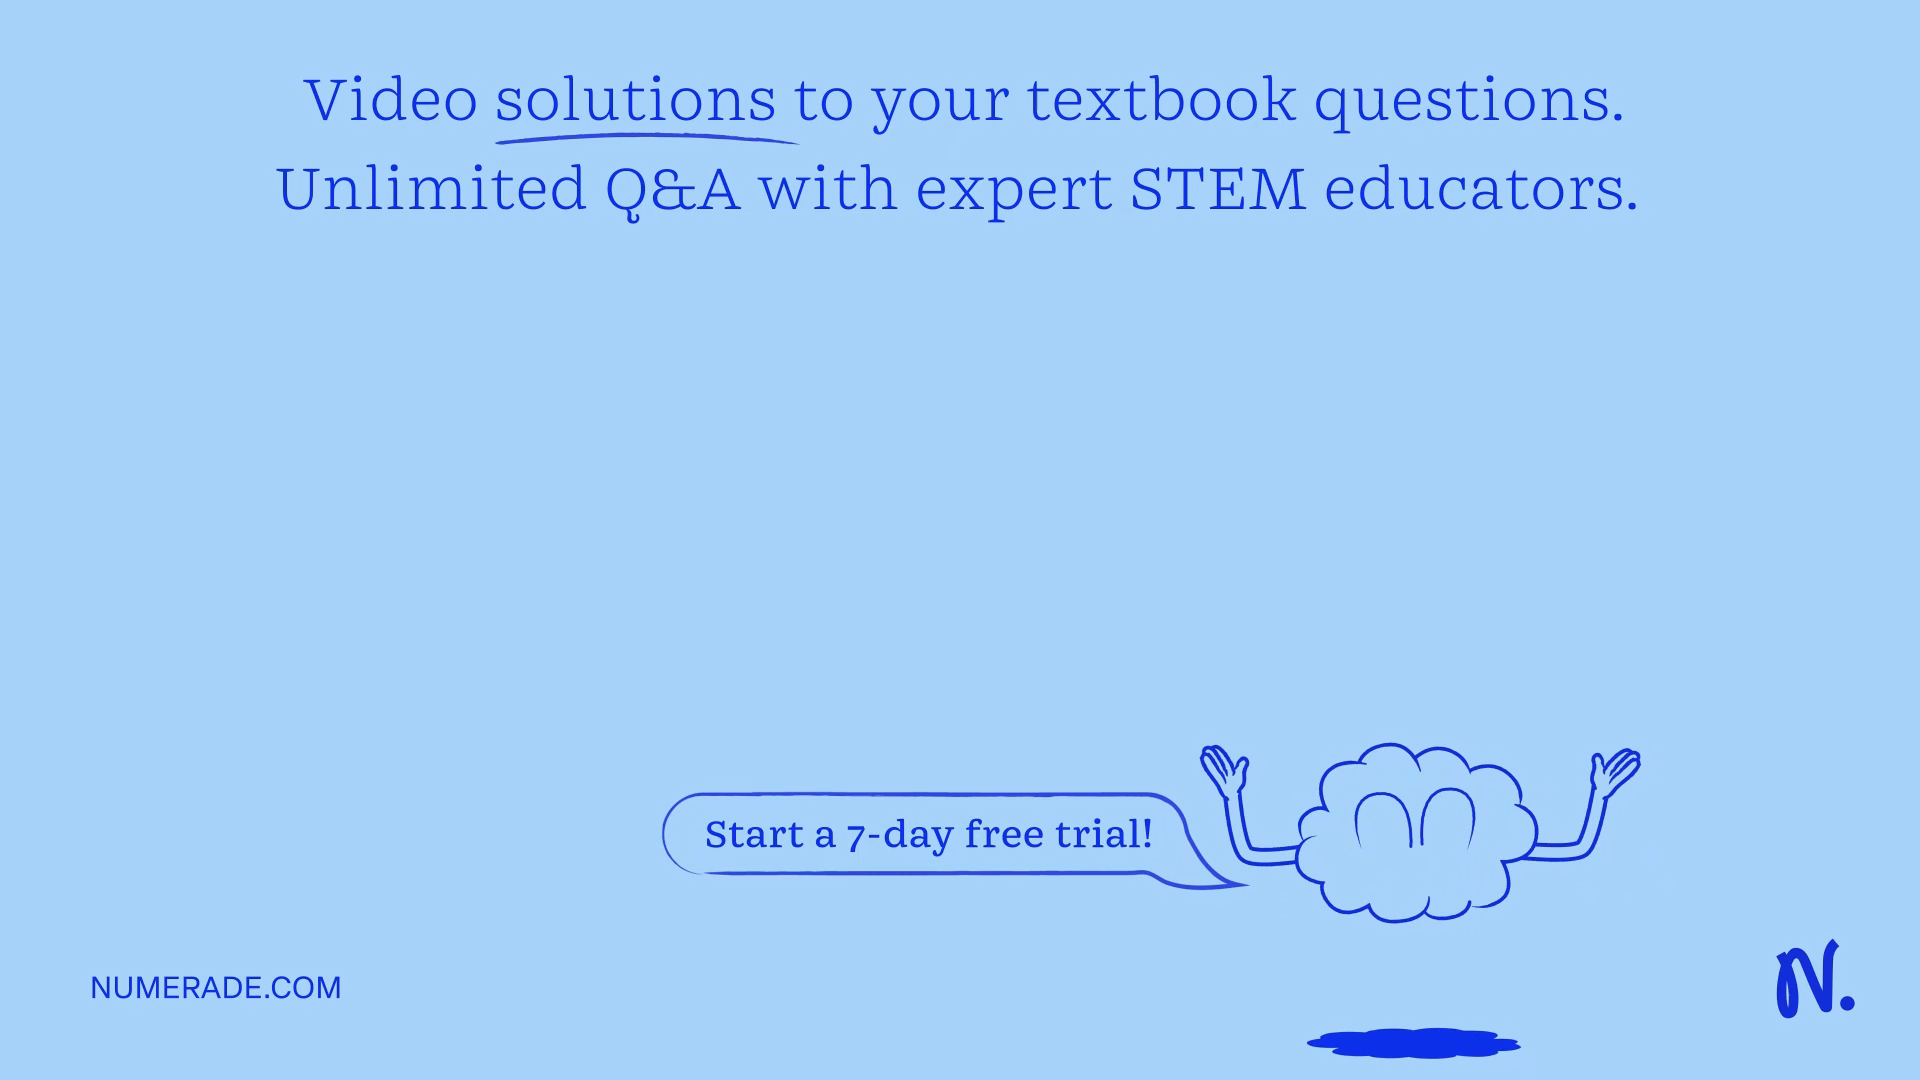 Video solutions to your textbook questions.
Unlimited Q&A with expert STEM educators.
Start a 7-day free trial!
NUMERADE.COM
N.